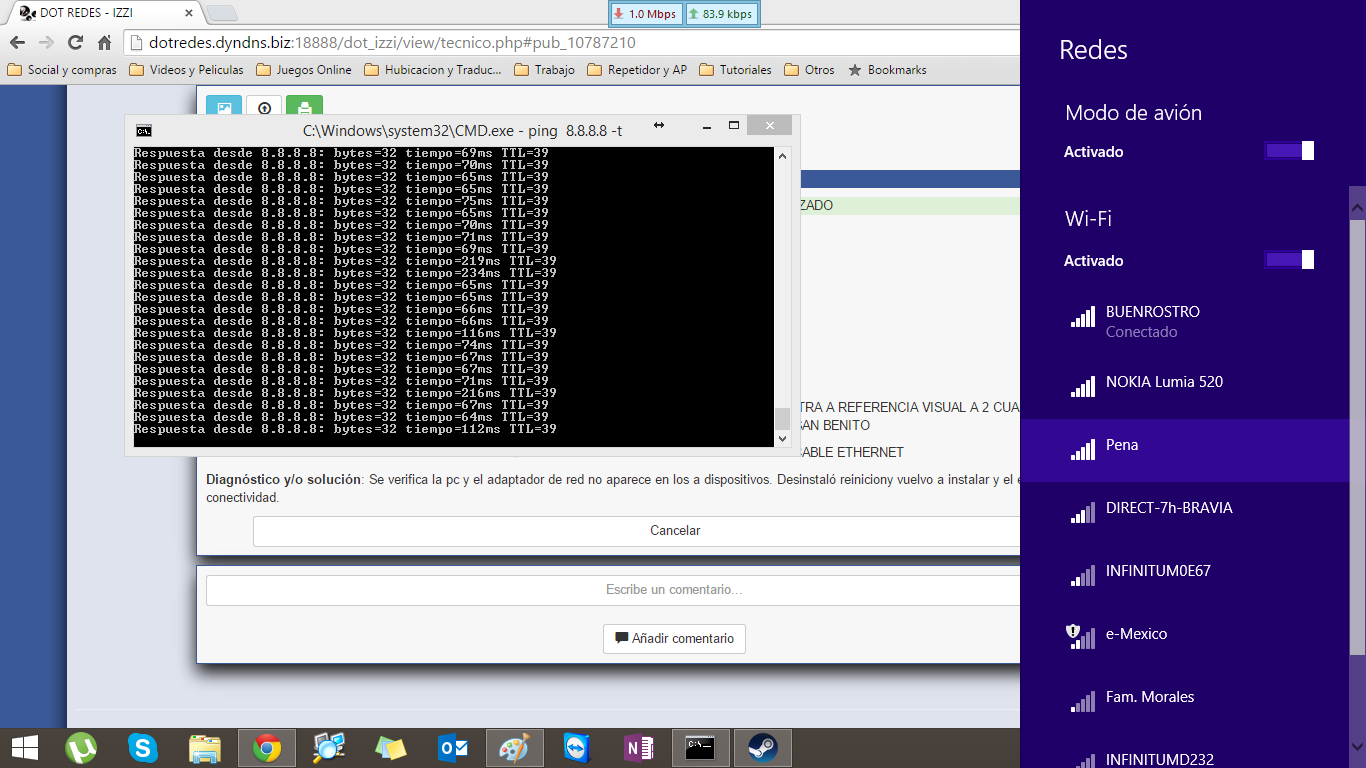 DOT REDES - IZZI
1.0 Mbps
83.9 kbps
dotredes.dyndns.biz:18888/dot_izzi/view/tecnico.php#pub_10787210
Social y compras
Videos y Peliculas
Juegos Online
Hubicacion y Traduc...
Trabajo
Repetidor y AP
Tutoriales
Otros
Bookmarks
C:\Windows\system32\CMD.exe - ping 8.8.8.8 -t
Respuesta desde 8.8.8.8: bytes=32 tiempo=69ms TTL=39
Respuesta desde 8.8.8.8: bytes=32 tiempo=70ms TTL=39
Respuesta desde 8.8.8.8: bytes=32 tiempo=65ms TTL=39
Respuesta desde 8.8.8.8: bytes=32 tiempo=65ms TTL=39
Respuesta desde 8.8.8.8: bytes=32 tiempo=75ms TTL=39
Respuesta desde 8.8.8.8: bytes=32 tiempo=65ms TTL=39
Respuesta desde 8.8.8.8: bytes=32 tiempo=70ms TTL=39
Respuesta desde 8.8.8.8: bytes=32 tiempo=71ms TTL=39
Respuesta desde 8.8.8.8: bytes=32 tiempo=69ms TTL=39
Respuesta desde 8.8.8.8: bytes=32 tiempo=219ms TTL=39
Respuesta desde 8.8.8.8: bytes=32 tiempo=234ms TTL=39
Respuesta desde 8.8.8.8: bytes=32 tiempo=65ms TTL=39
Respuesta desde 8.8.8.8: bytes=32 tiempo=65ms TTL=39
Respuesta desde 8.8.8.8: bytes=32 tiempo=66ms TTL=39
Respuesta desde 8.8.8.8: bytes=32 tiempo=66ms TTL=39
Respuesta desde 8.8.8.8: bytes=32 tiempo=116ms TTL=39
Respuesta desde 8.8.8.8: bytes=32 tiempo=74ms TTL=39
Respuesta desde 8.8.8.8: bytes=32 tiempo=67ms TTL=39
Respuesta desde 8.8.8.8: bytes=32 tiempo=67ms TTL=39
Respuesta desde 8.8.8.8: bytes=32 tiempo=71ms TTL=39
Respuesta desde 8.8.8.8: bytes=32 tiempo=216ms TTL=39
Respuesta desde 8.8.8.8: bytes=32 tiempo=67ms TTL=39
Respuesta desde 8.8.8.8: bytes=32 tiempo=64ms TTL=39
Respuesta desde 8.8.8.8: bytes=32 tiempo=112ms TTL=39
ZADO
TRA A REFERENCIA VISUAL A 2 CUA
SAN BENITO
CABLE ETHERNET
Diagnóstico y/o solución: Se verifica la pc y el adaptador de red no aparece en los a dispositivos. Desinstaló reiniciony vuelvo a instalar y el e
conectividad.
Cancelar
Escribe un comentario...
Añadir comentario
Redes
Modo de avión
Activado
Wi-Fi
Activado
BUENROSTRO
Conectado
NOKIA Lumia 520
Pena
DIRECT-7h-BRAVIA
INFINITUM0E67
e-Mexico
Fam. Morales
INFINITUMD232